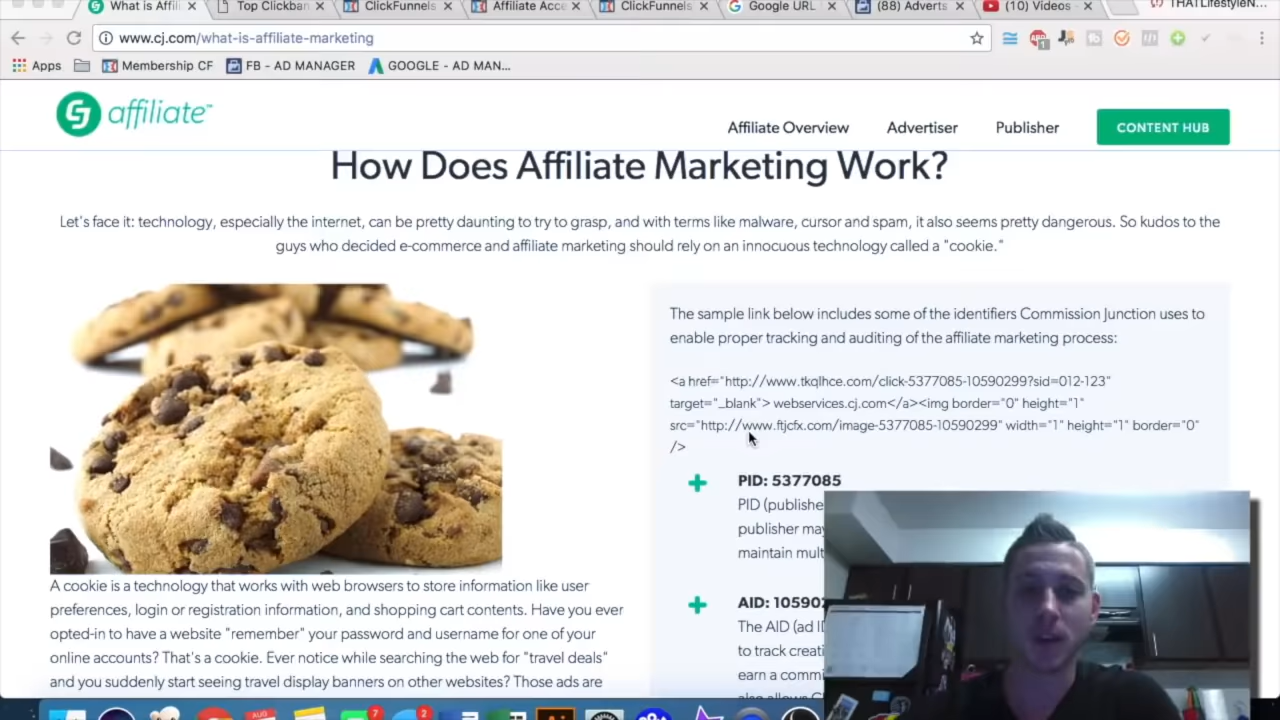 What is Affili
Top Clickban
ClickFunnels
Affiliate Acce
ClickFunnels
Google URL
(88) Adverts
(10) Videos -
THATLifestyleN...
www.cj.com/what-is-affiliate-marketing
Apps
Membership CF
FB - AD MANAGER
GOOGLE - AD MAN...
affiliate
Affiliate Overview
Advertiser
Publisher
CONTENT HUB
How Does Affiliate Marketing Work?
Let's face it: technology, especially the internet, can be pretty daunting to try to grasp, and with terms like malware, cursor and spam, it also seems pretty dangerous. So kudos to the
guys who decided e-commerce and affiliate marketing should rely on an innocuous technology called a "cookie."
The sample link below includes some of the identifiers Commission Junction uses to
enable proper tracking and auditing of the affiliate marketing process:
<a href="http://www.tkqlhce.com/click-5377085-10590299?sid=012-123"
target="_blank"> webservices.cj.com</a><img border="0" height="1"
src="http://www.ftjcfx.com/image-5377085-10590299" width="1" height="1" border="0"
/>
PID: 5377085
PID (publishe
publisher may
maintain mult
AID: 10590
The AID (ad I
to track creati
earn a commi
A cookie is a technology that works with web browsers to store information like user
preferences, login or registration information, and shopping cart contents. Have you ever
opted-in to have a website "remember" your password and username for one of your
online accounts? That's a cookie. Ever notice while searching the web for "travel deals"
and you suddenly start seeing travel display banners on other websites? Those ads are
AUG
7
2